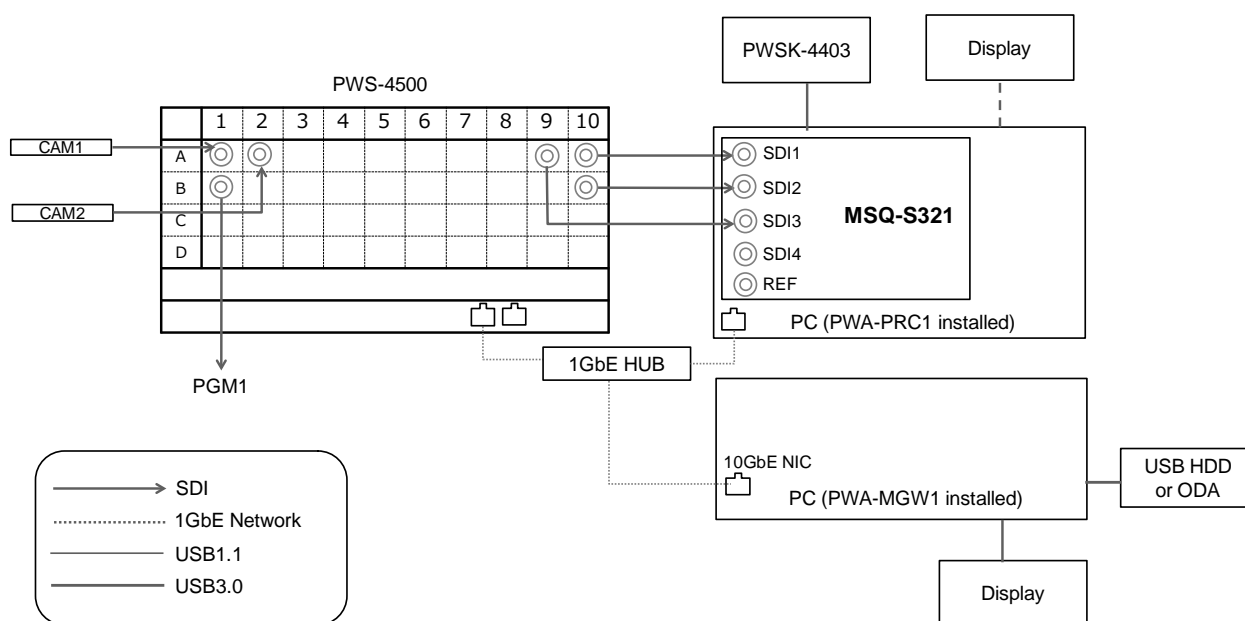 PWSK-4403
Display
PWS-4500
1 2 3 4 5 6 7 8 9 10
CAM1
A
B
CAM2
C
D
SDI1
SDI2
SDI3
SDI4
REF
MSQ-S321
PC (PWA-PRC1 installed)
1GbE HUB
PGM1
10GbE NIC
PC (PWA-MGW1 installed)
USB HDD
or ODA
Display
SDI
1GbE Network
USB1.1
USB3.0